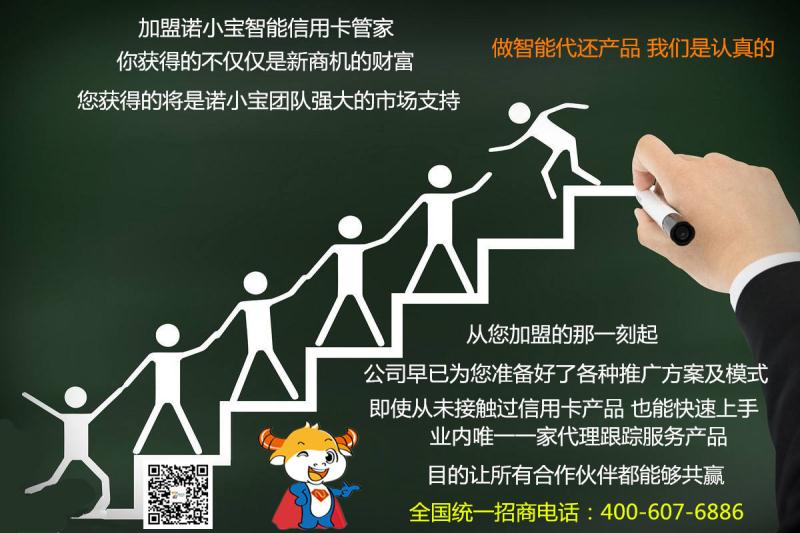 加盟诺小宝智能信用卡管家
你获得的不仅仅是新商机的财富
您获得的将是诺小宝团队强大的市场支持
做智能代还产品 我们是认真的
从您加盟的那一刻起
公司早已为您准备好了各种推广方案及模式
即使从未接触过信用卡产品 也能快速上手
业内唯一一家代理跟踪服务产品
目的让所有合作伙伴都能够共赢
全国统一招商电话：400-607-6886